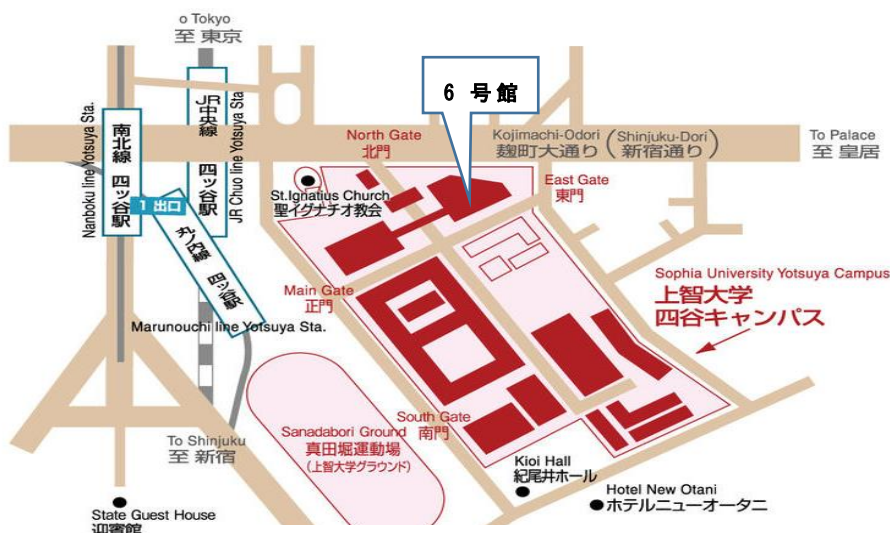 o Tokyo
至 東京
6 号館
Nanboku line Yotsuya Sta.
南北線 四ッ谷駅
JR中央線 四ッ谷駅
JR Chuo line Yotsuya Sta.
1 出口
丸ノ内線 四ッ谷駅
Marunouchi line Yotsuya Sta.
North Gate
北門
Kojimachi-Odori (Shinjuku-Dori)
麹町大通り(新宿通り)
To Palace
至 皇居
St.Ignatius Church
聖イグナチオ教会
East Gate
東門
Main Gate
正門
Sophia University Yotsuya Campus
上智大学
四谷キャンパス
South Gate
南門
Sanadabori Ground
真田堀運動場
(上智大学グラウンド)
To Shinjuku
至 新宿
Kioi Hall
紀尾井ホール
Hotel New Otani
ホテルニューオータニ
State Guest House
迎賓館